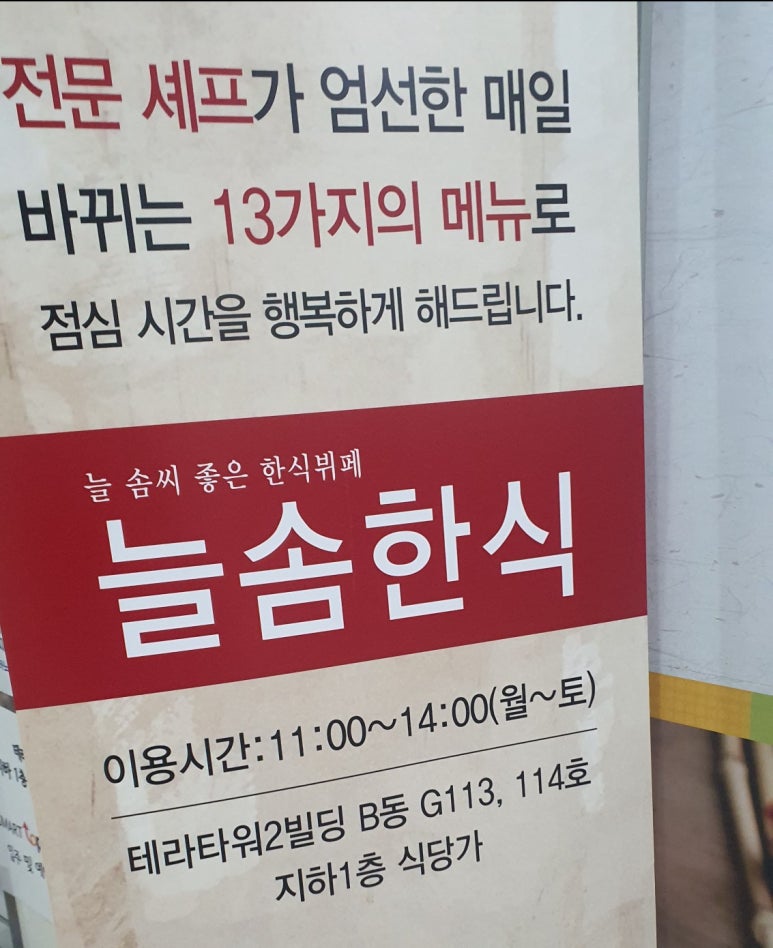 전문 셰프가 엄선한 매일
바뀌는 13가지의 메뉴로
점심 시간을 행복하게 해드립니다.
늘 솜씨 좋은 한식뷔페
늘솜한식
이용시간:11:00~14:00(월~토)
테라타워2빌딩 B동 G113, 114호
지하1층 식당가